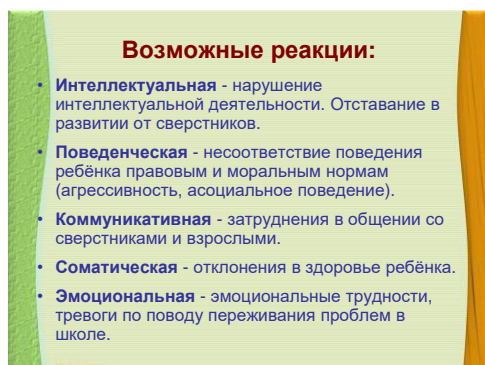 Возможные реакции:
• Интеллектуальная - нарушение
интеллектуальной деятельности. Отставание в
развитии от сверстников.
• Поведенческая - несоответствие поведения
ребёнка правовым и моральным нормам
(агрессивность, асоциальное поведение).
• Коммуникативная - затруднения в общении со
сверстниками и взрослыми.
• Соматическая - отклонения в здоровье ребёнка.
• Эмоциональная - эмоциональные трудности,
тревоги по поводу переживания проблем в
школе.